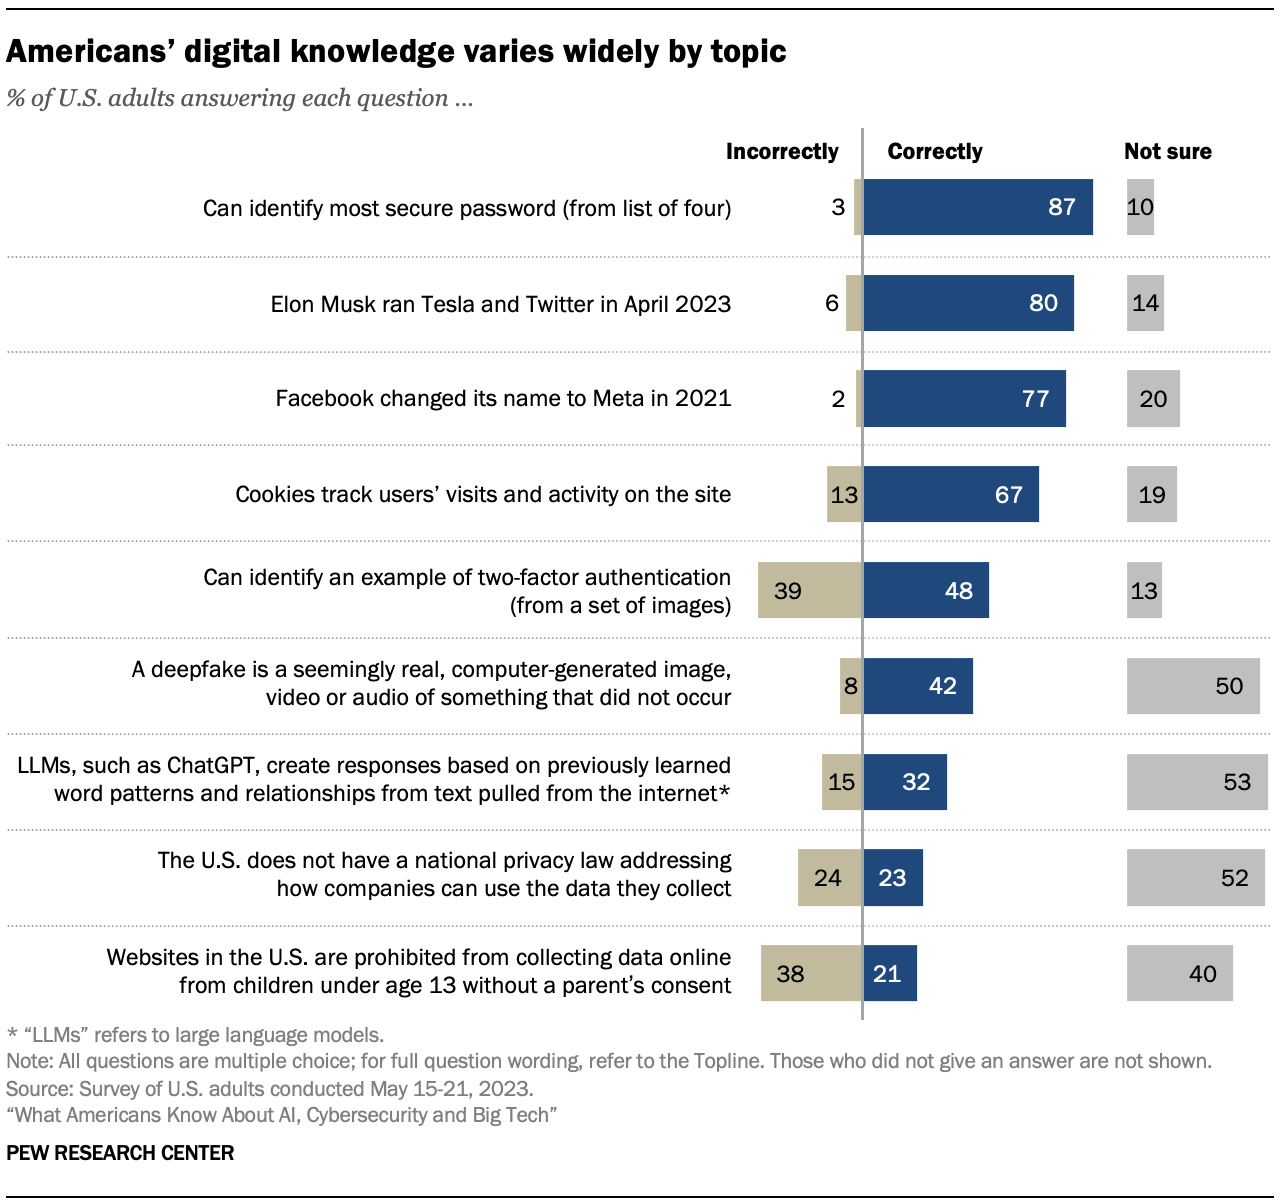 Americans’ digital knowledge varies widely by topic
% of U.S. adults answering each question ...
Incorrectly Correctly Not sure
Can identify most secure password (from list of four) 3 87 10
Elon Musk ran Tesla and Twitter in April 2023 6 80 14
Facebook changed its name to Meta in 2021 2 77 20
Cookies track users’ visits and activity on the site 13 67 19
Can identify an example of two-factor authentication
(from a set of images) 39 48 13
A deepfake is a seemingly real, computer-generated image,
video or audio of something that did not occur 8 42 50
LLMs, such as ChatGPT, create responses based on previously learned
word patterns and relationships from text pulled from the internet* 15 32 53
The U.S. does not have a national privacy law addressing
how companies can use the data they collect 24 23 52
Websites in the U.S. are prohibited from collecting data online
from children under age 13 without a parent’s consent 38 21 40
* “LLMs” refers to large language models.
Note: All questions are multiple choice; for full question wording, refer to the Topline. Those who did not give an answer are not shown.
Source: Survey of U.S. adults conducted May 15-21, 2023.
“What Americans Know About AI, Cybersecurity and Big Tech”
PEW RESEARCH CENTER